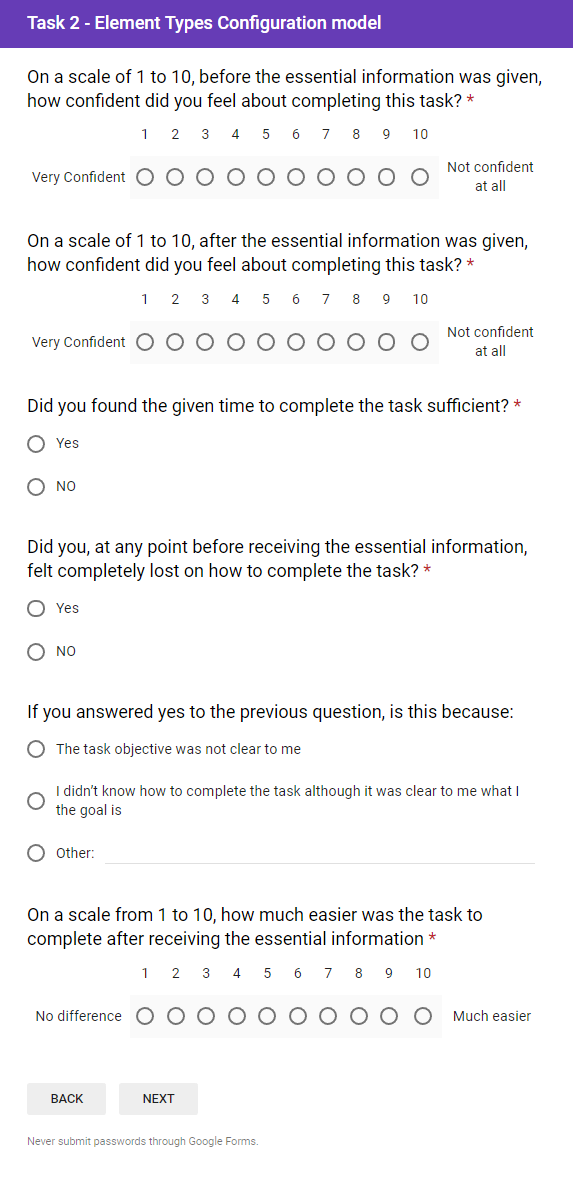 Task 2 - Element Types Configuration model
On a scale of 1 to 10, before the essential information was given,
how confident did you feel about completing this task? *
1 2 3 4 5 6 7 8 9 10
Very Confident
Not confident
at all
On a scale of 1 to 10, after the essential information was given,
how confident did you feel about completing this task? *
1 2 3 4 5 6 7 8 9 10
Very Confident
Not confident
at all
Did you found the given time to complete the task sufficient? *
Yes
NO
Did you, at any point before receiving the essential information,
felt completely lost on how to complete the task? *
Yes
NO
If you answered yes to the previous question, is this because:
The task objective was not clear to me
I didn't know how to complete the task although it was clear to me what I
the goal is
Other:
On a scale from 1 to 10, how much easier was the task to
complete after receiving the essential information *
1 2 3 4 5 6 7 8 9 10
No difference
Much easier
BACK NEXT
Never submit passwords through Google Forms.